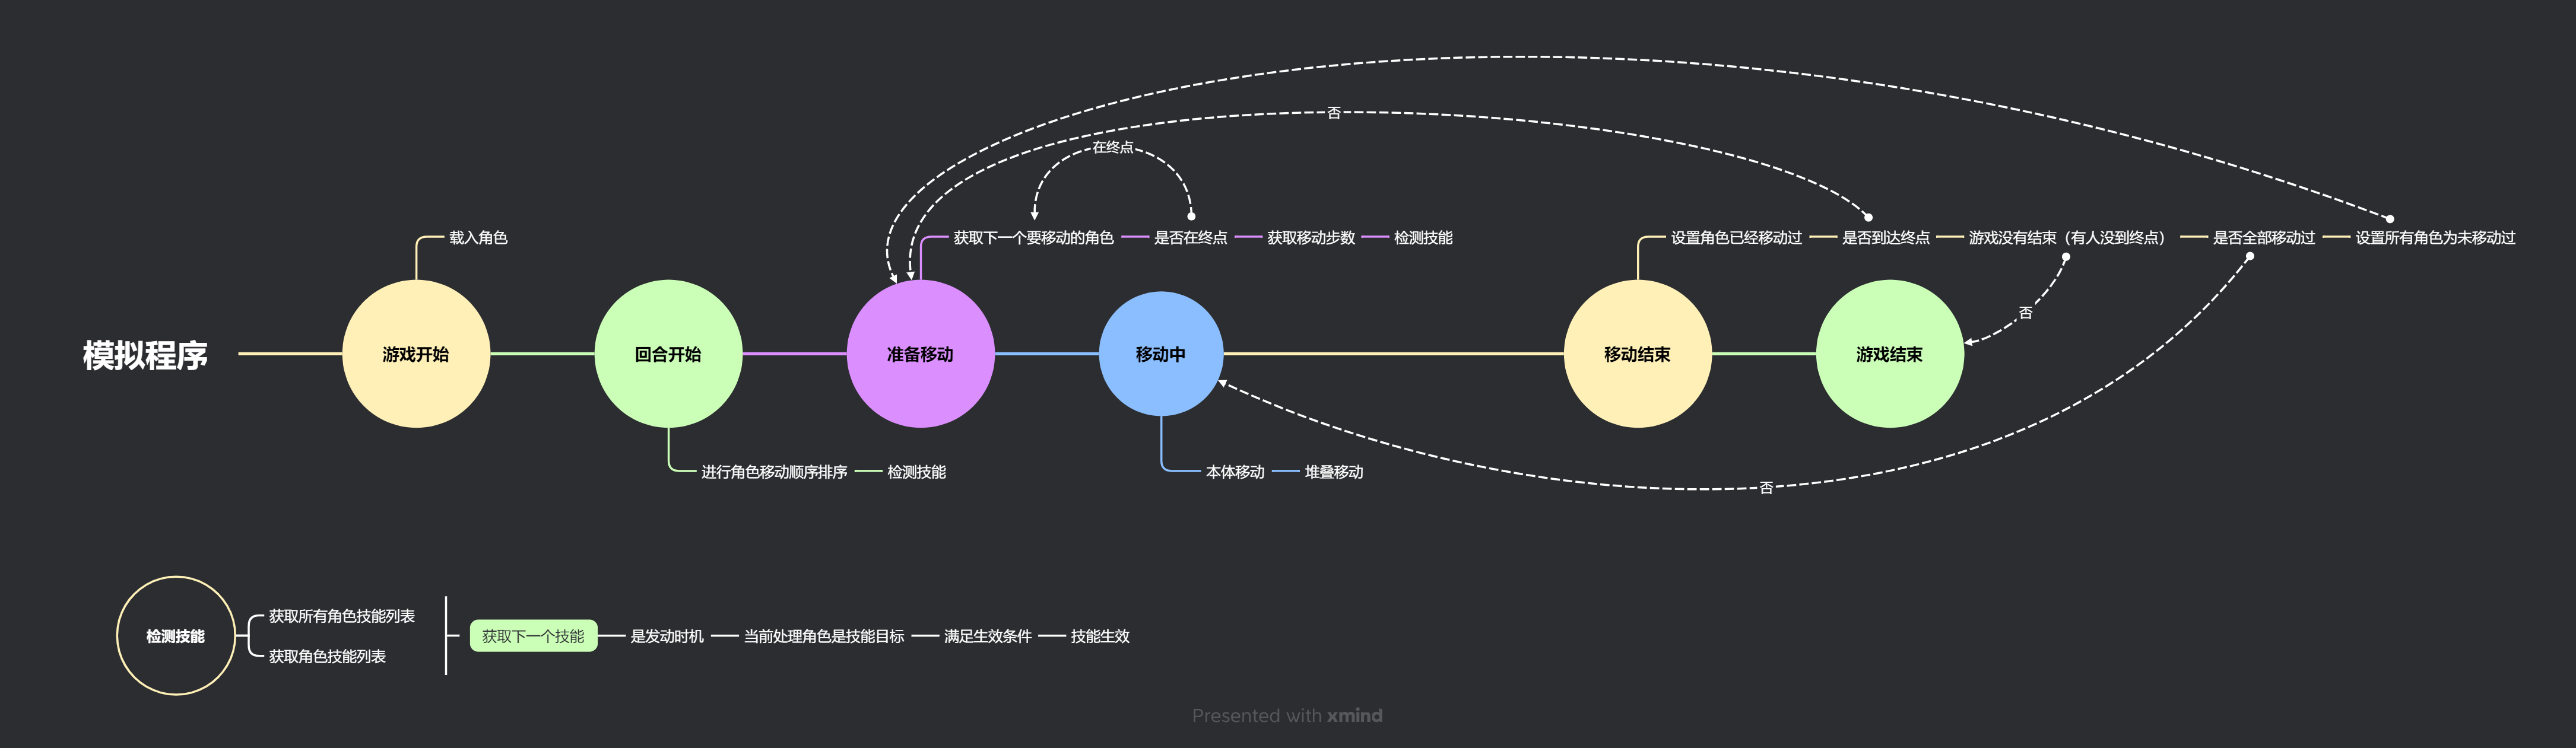 模拟程序
游戏开始
载入角色
回合开始
进行角色移动顺序排序
检测技能
准备移动
获取下一个要移动的角色
是否在终点
获取移动步数
检测技能
在终点
移动中
本体移动
堆叠移动
移动结束
设置角色已经移动过
是否到达终点
游戏没有结束（有人没到终点）
是否全部移动过
设置所有角色为未移动过
否
否
否
游戏结束
检测技能
获取所有角色技能列表
获取角色技能列表
获取下一个技能
是发动时机
当前处理角色是技能目标
满足生效条件
技能生效
Presented with xmind